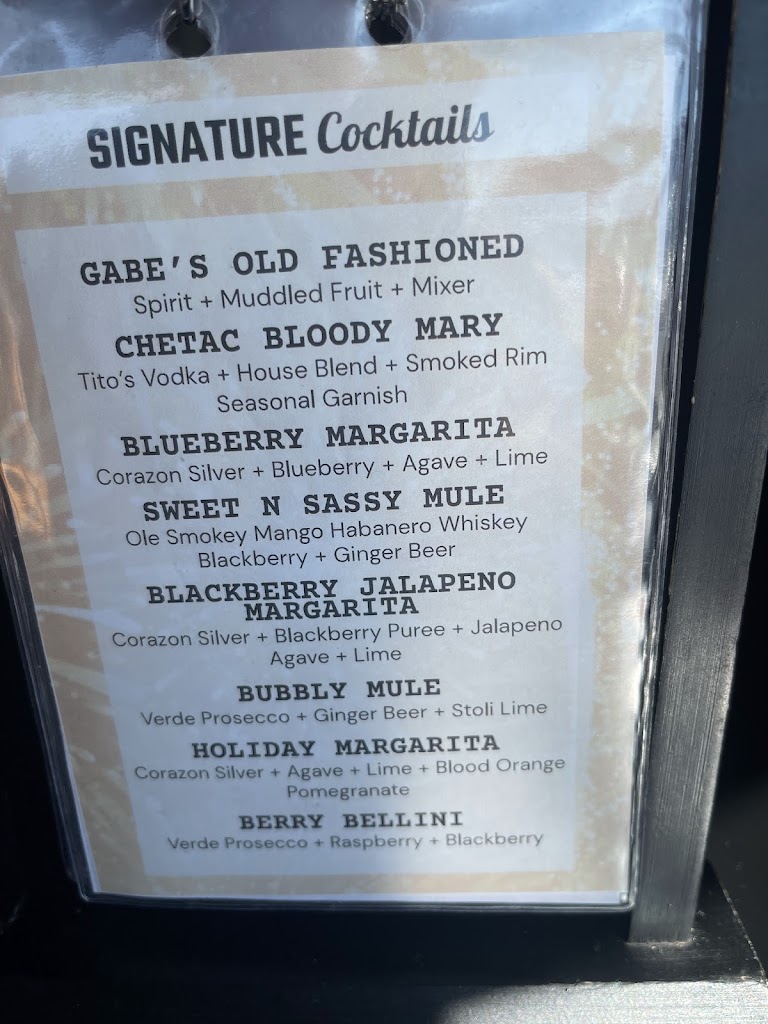 SIGNATURE Cocktails
GABE'S OLD FASHIONED
Spirit + Muddled Fruit + Mixer
CHETAC BLOODY MARY
Tito's Vodka + House Blend + Smoked Rim
Seasonal Garnish
BLUEBERRY MARGARITA
Corazon Silver + Blueberry + Agave + Lime
SWEET N SASSY MULE
Ole Smokey Mango Habanero Whiskey
Blackberry + Ginger Beer
BLACKBERRY JALAPENO
MARGARITA
Corazon Silver + Blackberry Puree + Jalapeno
Agave + Lime
BUBBLY MULE
Verde Prosecco + Ginger Beer + Stoli Lime
HOLIDAY MARGARITA
Corazon Silver + Agave + Lime + Blood Orange
Pomegranate
BERRY BELLINI
Verde Prosecco + Raspberry + Blackberry